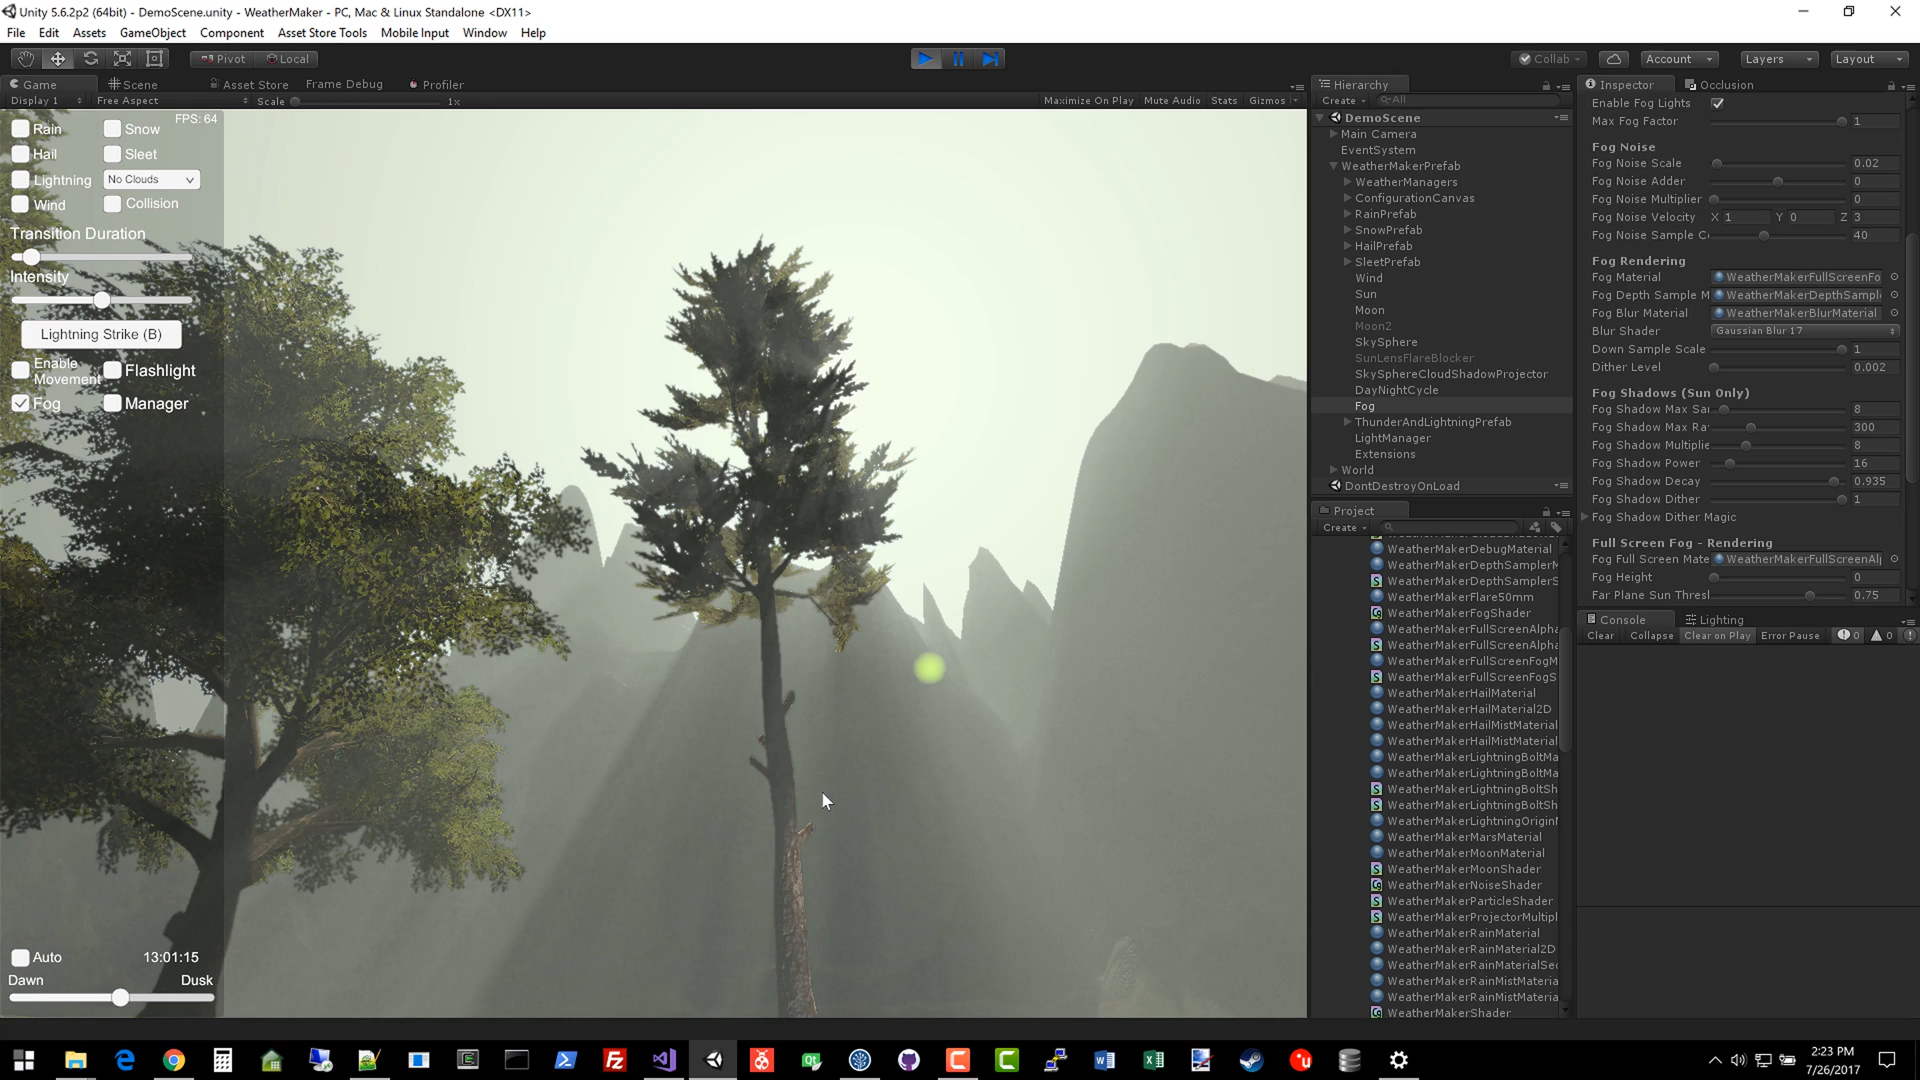 Unity 5.6.2p2 (64bit) - DemoScene.unity - WeatherMaker - PC, Mac & Linux Standalone <DX11>
File Edit Assets GameObject Component Asset Store Tools Mobile Input Window Help
Pivot Local Collab Account Layers Layout
Game Scene Asset Store Frame Debug Profiler
Display 1 Free Aspect Scale 1x Maximize On Play Mute Audio Stats Gizmos
FPS: 64
Rain Snow
Hail Sleet
Lightning No Clouds
Wind Collision
Transition Duration
Intensity
Lightning Strike (B)
Enable Movement Flashlight
Fog Manager
Auto 13:01:15
Dawn Dusk
Hierarchy
Create All
DemoScene
Main Camera
EventSystem
WeatherMakerPrefab
WeatherManagers
ConfigurationCanvas
RainPrefab
SnowPrefab
HailPrefab
SleetPrefab
Wind
Sun
Moon
Moon2
SkySphere
SunLensFlareBlocker
SkySphereCloudShadowProjector
DayNightCycle
Fog
ThunderAndLightningPrefab
LightManager
Extensions
World
DontDestroyOnLoad
Project
Create
WeatherMakerDebugMaterial
WeatherMakerDepthSamplerM
WeatherMakerDepthSamplerS
WeatherMakerFlare50mm
WeatherMakerFogShader
WeatherMakerFullScreenAlpha
WeatherMakerFullScreenAlpha
WeatherMakerFullScreenFogM
WeatherMakerFullScreenFogS
WeatherMakerHailMaterial
WeatherMakerHailMaterial2D
WeatherMakerHailMistMaterial
WeatherMakerHailMistMaterial
WeatherMakerLightningBoltMa
WeatherMakerLightningBoltMa
WeatherMakerLightningBoltSh
WeatherMakerLightningBoltSh
WeatherMakerLightningOriginM
WeatherMakerMarsMaterial
WeatherMakerMoonMaterial
WeatherMakerMoonShader
WeatherMakerNoiseShader
WeatherMakerParticleShader
WeatherMakerProjectorMultipl
WeatherMakerRainMaterial
WeatherMakerRainMaterial2D
WeatherMakerRainMaterialSec
WeatherMakerRainMistMateria
WeatherMakerRainMistMateria
WeatherMakerShader
Inspector Occlusion
Enable Fog Lights
Max Fog Factor 1
Fog Noise
Fog Noise Scale 0.02
Fog Noise Adder 0
Fog Noise Multiplier 0
Fog Noise Velocity X 1 Y 0 Z 3
Fog Noise Sample C 40
Fog Rendering
Fog Material WeatherMakerFullScreenFo
Fog Depth Sample M WeatherMakerDepthSampl
Fog Blur Material WeatherMakerBlurMaterial
Blur Shader Gaussian Blur 17
Down Sample Scale 1
Dither Level 0.002
Fog Shadows (Sun Only)
Fog Shadow Max Sa 8
Fog Shadow Max Ra 300
Fog Shadow Multiplie 8
Fog Shadow Power 16
Fog Shadow Decay 0.935
Fog Shadow Dither 1
Fog Shadow Dither Magic
Full Screen Fog - Rendering
Fog Full Screen Mate WeatherMakerFullScreenAl
Fog Height 0
Far Plane Sun Thres 0.75
Console Lighting
Clear Collapse Clear on Play Error Pause 0 0
2:23 PM
7/26/2017